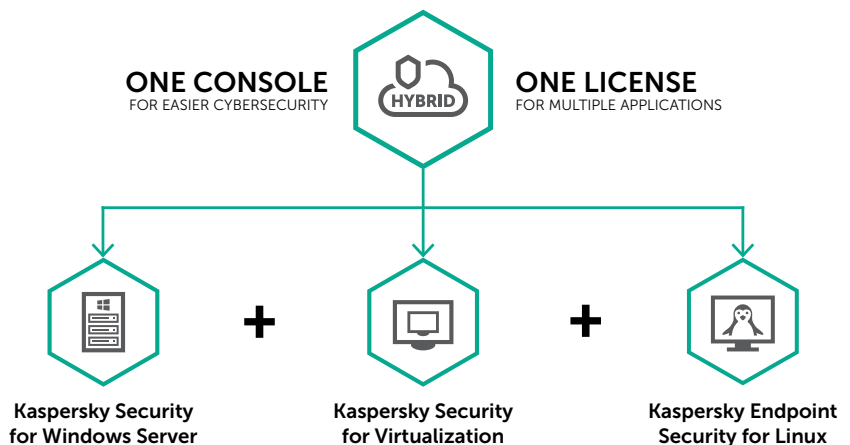 ONE CONSOLE
FOR EASIER CYBERSECURITY
HYBRID
ONE LICENSE
FOR MULTIPLE APPLICATIONS
+
+
Kaspersky Security
for Windows Server
Kaspersky Security
for Virtualization
Kaspersky Endpoint
Security for Linux